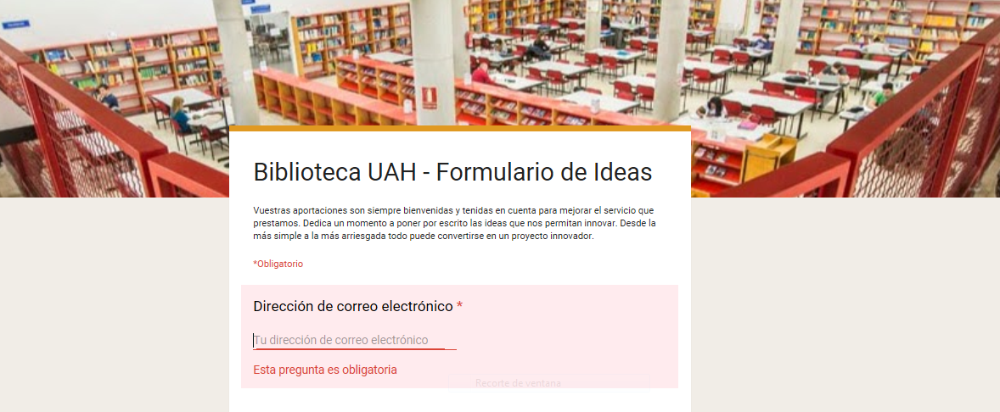 Biblioteca UAH - Formulario de Ideas
Vuestras aportaciones son siempre bienvenidas y tenidas en cuenta para mejorar el servicio que
prestamos. Dedica un momento a poner por escrito las ideas que nos permitan innovar. Desde la
más simple a la más arriesgada todo puede convertirse en un proyecto innovador.
*Obligatorio
Dirección de correo electrónico *
Tu dirección de correo electrónico
Esta pregunta es obligatoria
Recorte de ventana